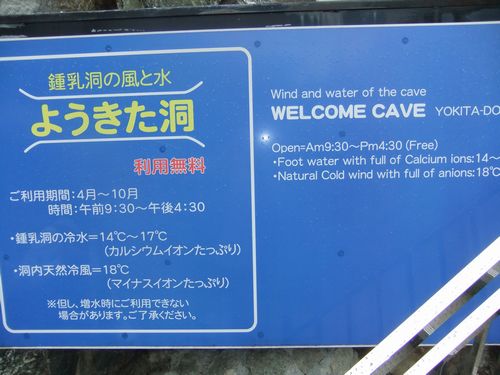 鍾乳洞の風と水
ようきた洞
利用無料
ご利用期間:4月～10月
時間:午前9:30～午後4:30
・鍾乳洞の冷水=14℃～17℃
(カルシウムイオンたっぷり)
・洞内天然冷風=18℃
(マイナスイオンたっぷり)
※但し、増水時にご利用できない
場合があります。ご了承ください。
Wind and water of the cave
WELCOME CAVE YOKITA-DO
Open=Am9:30～Pm4:30 (Free)
・Foot water with full of Calcium ions:14～
・Natural Cold wind with full of anions:18℃